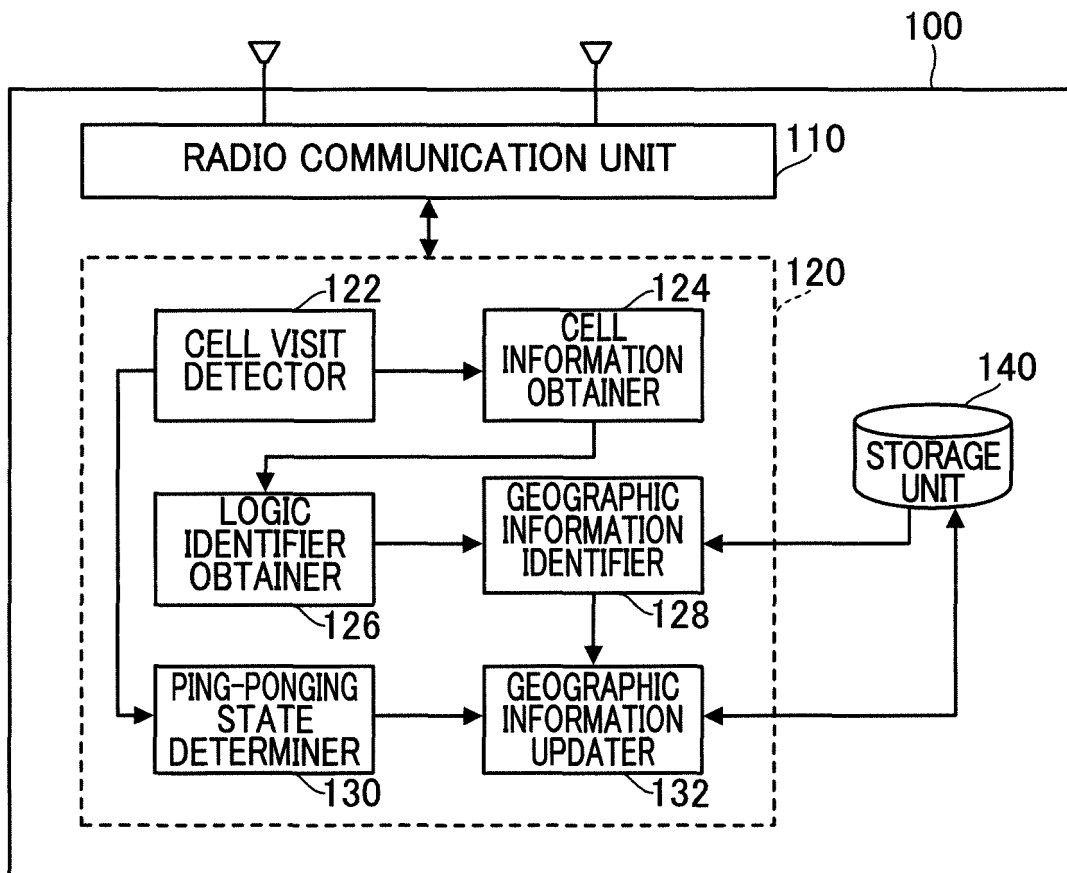 100
RADIO COMMUNICATION UNIT
110
120
122
CELL VISIT
DETECTOR
124
CELL
INFORMATION
OBTAINER
140
STORAGE
UNIT
LOGIC
IDENTIFIER
OBTAINER
126
GEOGRAPHIC
INFORMATION
IDENTIFIER
128
PING-PONGING
STATE
DETERMINER
130
GEOGRAPHIC
INFORMATION
UPDATER
132